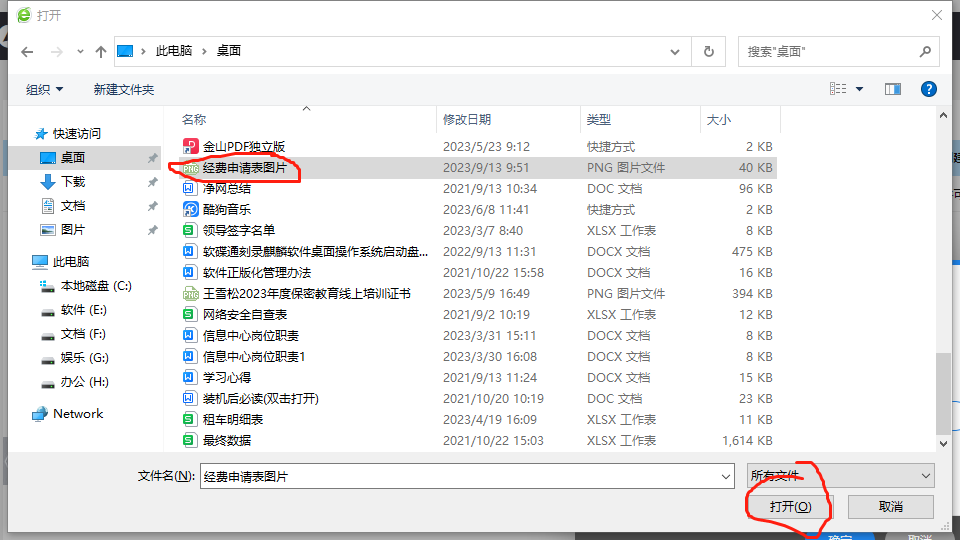 打开
此电脑 › 桌面
搜索"桌面"
组织 新建文件夹
名称 修改日期 类型 大小
快速访问
桌面
下载
文档
图片
此电脑
本地磁盘 (C:)
软件 (E:)
文档 (F:)
娱乐 (G:)
办公 (H:)
Network
金山PDF独立版 2023/5/23 9:12 快捷方式 2 KB
经费申请表图片 2023/9/13 9:51 PNG 图片文件 40 KB
净网总结 2021/9/13 10:34 DOC 文档 96 KB
酷狗音乐 2023/6/8 11:41 快捷方式 2 KB
领导签字名单 2023/3/7 8:40 XLSX 工作表 8 KB
软碟通刻录麒麟软件桌面操作系统启动盘... 2022/9/13 11:31 DOCX 文档 475 KB
软件正版化管理办法 2021/10/22 15:58 DOCX 文档 16 KB
王雪松2023年度保密教育线上培训证书 2023/5/9 16:49 PNG 图片文件 394 KB
网络安全自查表 2021/9/2 10:19 XLSX 工作表 12 KB
信息中心岗位职责 2023/3/31 15:11 DOCX 文档 8 KB
信息中心岗位职责1 2023/3/30 16:08 DOCX 文档 8 KB
学习心得 2021/9/13 11:24 DOCX 文档 15 KB
装机后必读(双击打开) 2021/10/20 10:19 DOC 文档 23 KB
租车明细表 2023/4/19 16:09 XLSX 工作表 11 KB
最终数据 2021/10/22 15:03 XLSX 工作表 1,614 KB
文件名(N): 经费申请表图片 所有文件
打开(O) 取消
确定 取消